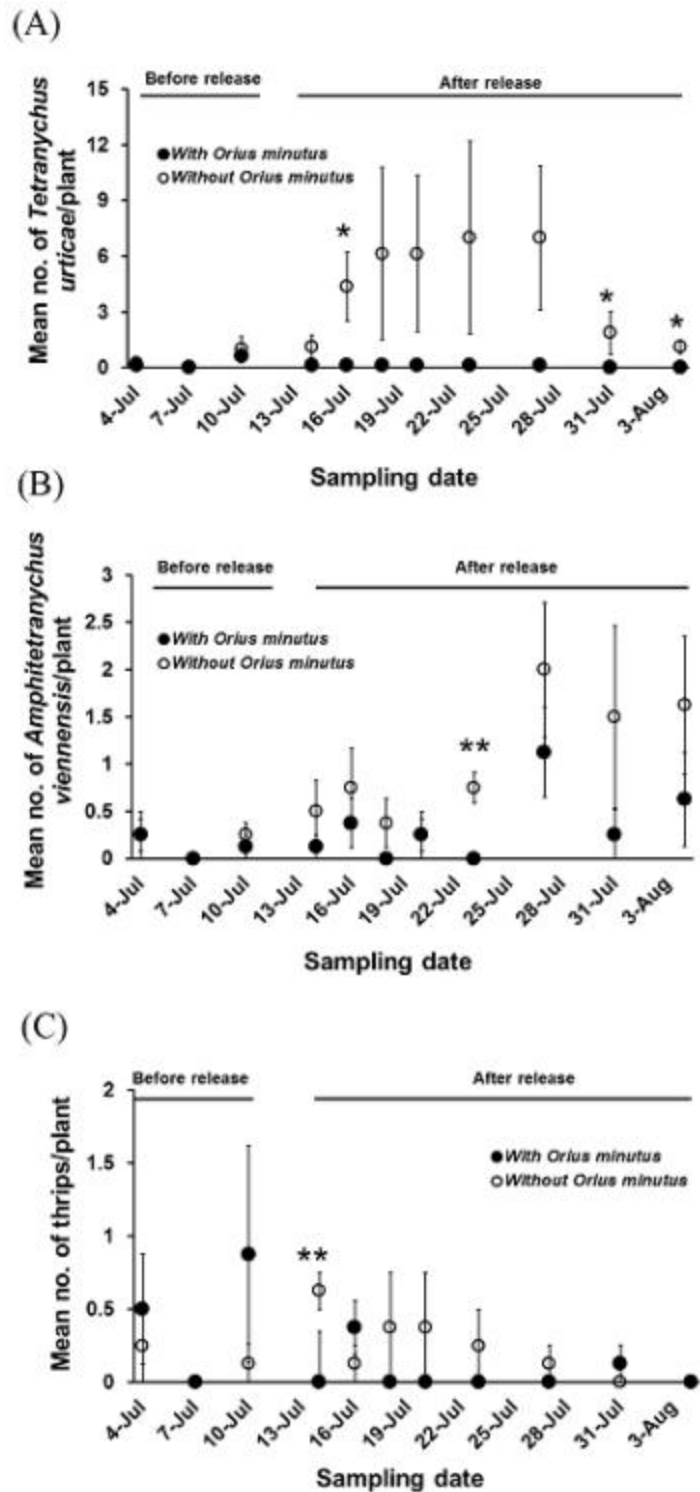 (A)
Before release
After release
15
12
9
6
3
0
With Orius minutus
Without Orius minutus
*
*
*
Mean no. of Tetranychus
urticae/plant
4-Jul
7-Jul
10-Jul
13-Jul
16-Jul
19-Jul
22-Jul
25-Jul
28-Jul
31-Jul
3-Aug
Sampling date
(B)
Before release
After release
3
2.5
2
1.5
1
0.5
0
With Orius minutus
Without Orius minutus
**
Mean no. of Amphitetranychus
viennensis/plant
4-Jul
7-Jul
10-Jul
13-Jul
16-Jul
19-Jul
22-Jul
25-Jul
28-Jul
31-Jul
3-Aug
Sampling date
(C)
Before release
After release
2
1.5
1
0.5
0
With Orius minutus
Without Orius minutus
**
Mean no. of thrips/plant
4-Jul
7-Jul
10-Jul
13-Jul
16-Jul
19-Jul
22-Jul
25-Jul
28-Jul
31-Jul
3-Aug
Sampling date